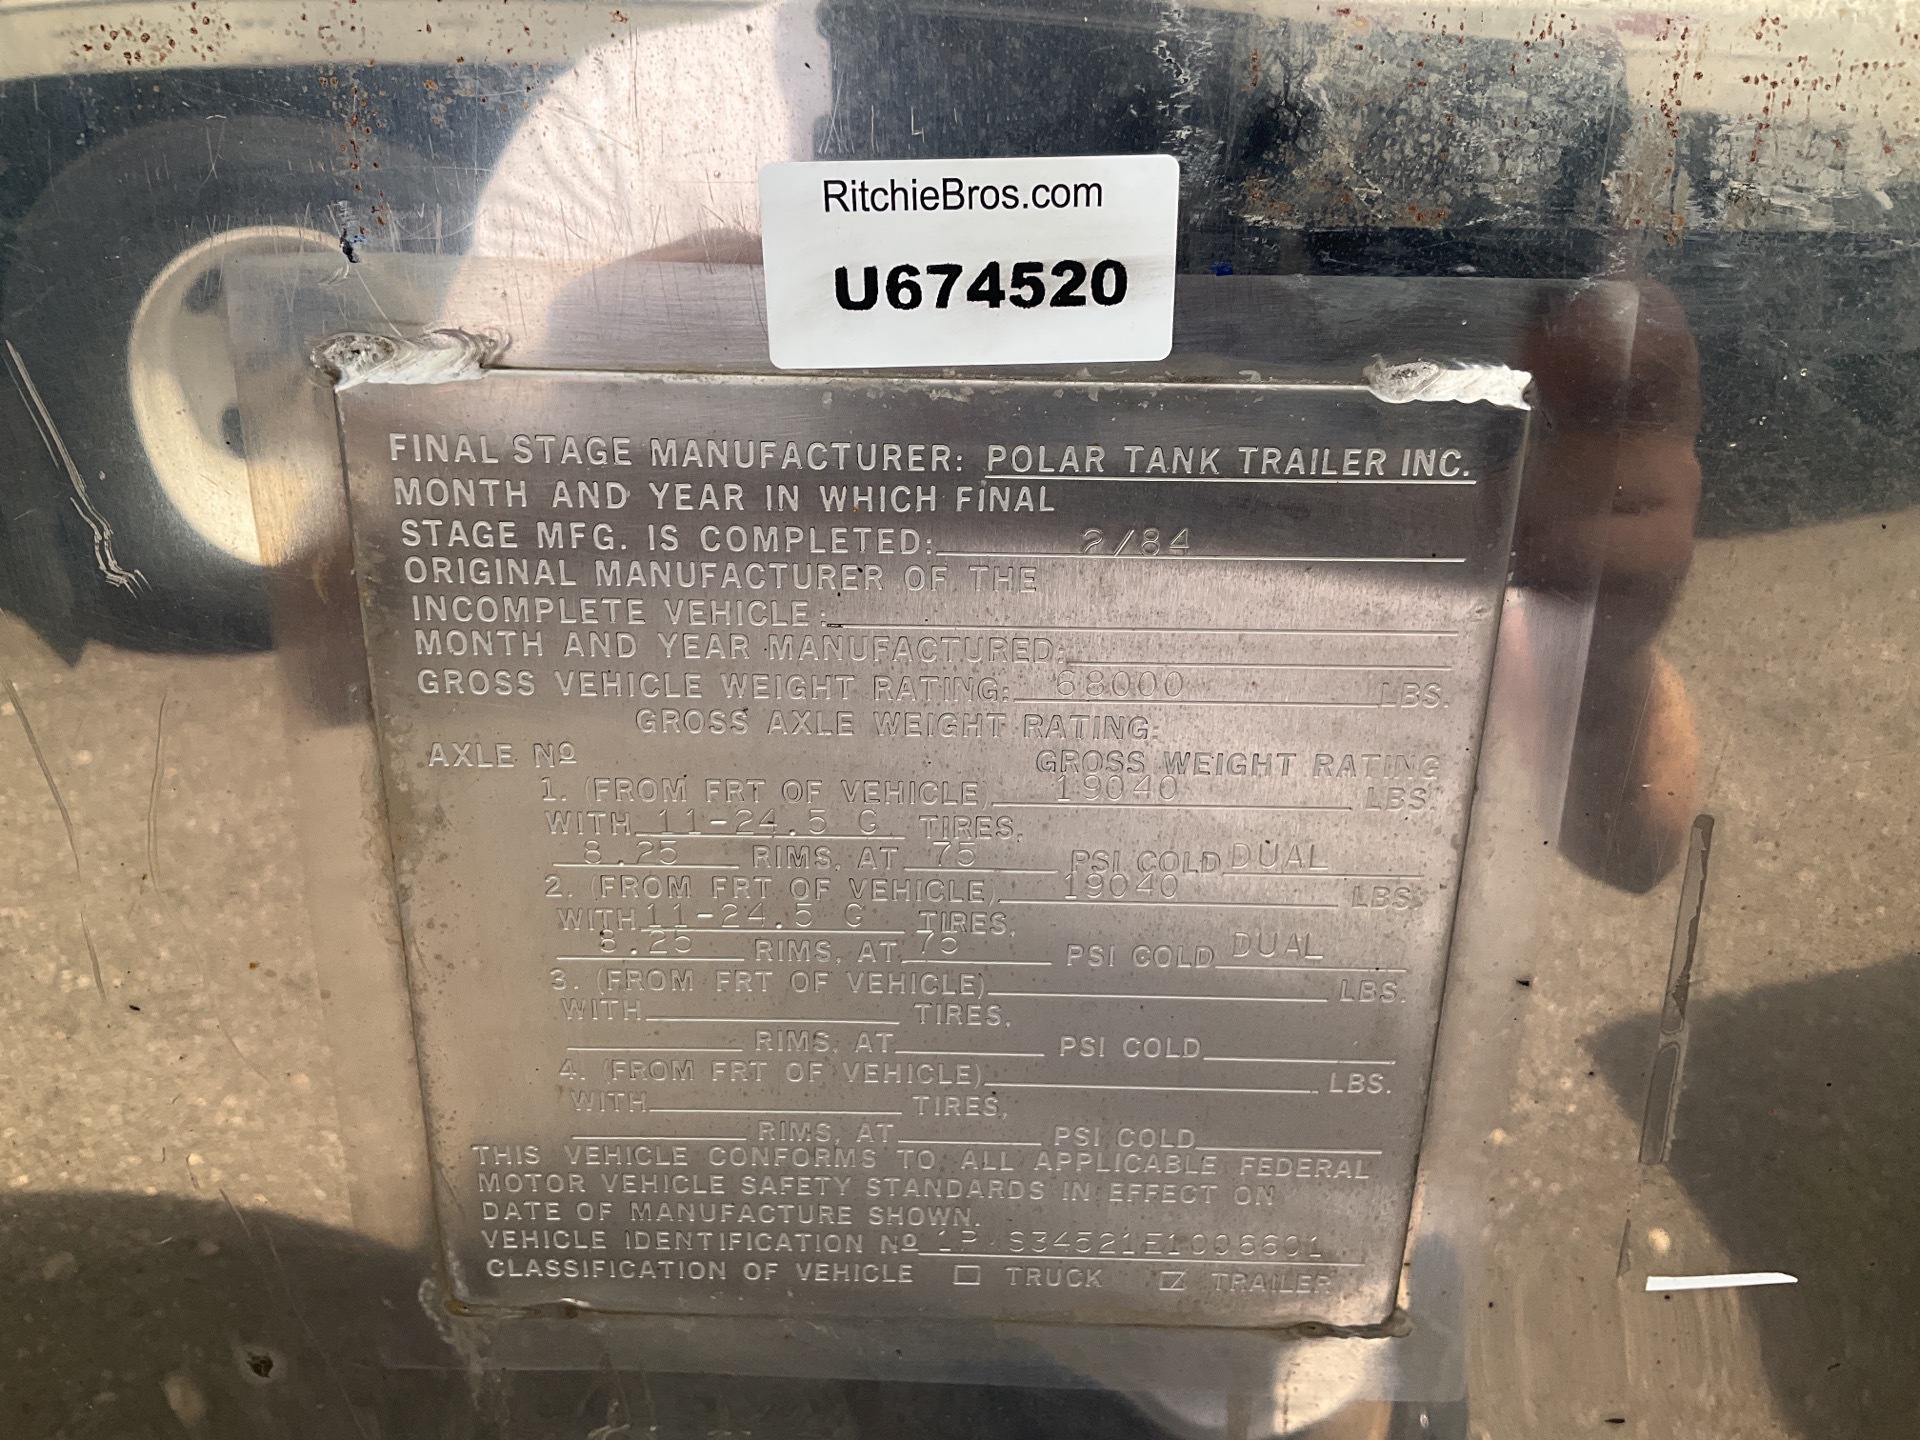 RitchieBros.com
U674520
FINAL STAGE MANUFACTURER: POLAR TANK TRAILER INC.
MONTH AND YEAR IN WHICH FINAL
STAGE MFG. IS COMPLETED: 2/84
ORIGINAL MANUFACTURER OF THE
INCOMPLETE VEHICLE:
MONTH AND YEAR MANUFACTURED:
GROSS VEHICLE WEIGHT RATING: 68000 LBS.
GROSS AXLE WEIGHT RATING:
AXLE Nº GROSS WEIGHT RATING
1. (FROM FRT OF VEHICLE) 19040 LBS.
WITH 11-24.5 G TIRES,
8.25 RIMS, AT 75 PSI COLD DUAL
2. (FROM FRT OF VEHICLE) 19040 LBS.
WITH 11-24.5 G TIRES,
8.25 RIMS, AT 75 PSI COLD DUAL
3. (FROM FRT OF VEHICLE) LBS.
WITH TIRES,
RIMS, AT PSI COLD
4. (FROM FRT OF VEHICLE) LBS.
WITH TIRES,
RIMS, AT PSI COLD
THIS VEHICLE CONFORMS TO ALL APPLICABLE FEDERAL
MOTOR VEHICLE SAFETY STANDARDS IN EFFECT ON
DATE OF MANUFACTURE SHOWN.
VEHICLE IDENTIFICATION Nº
CLASSIFICATION OF VEHICLE ☐ TRUCK ☑ TRAILER